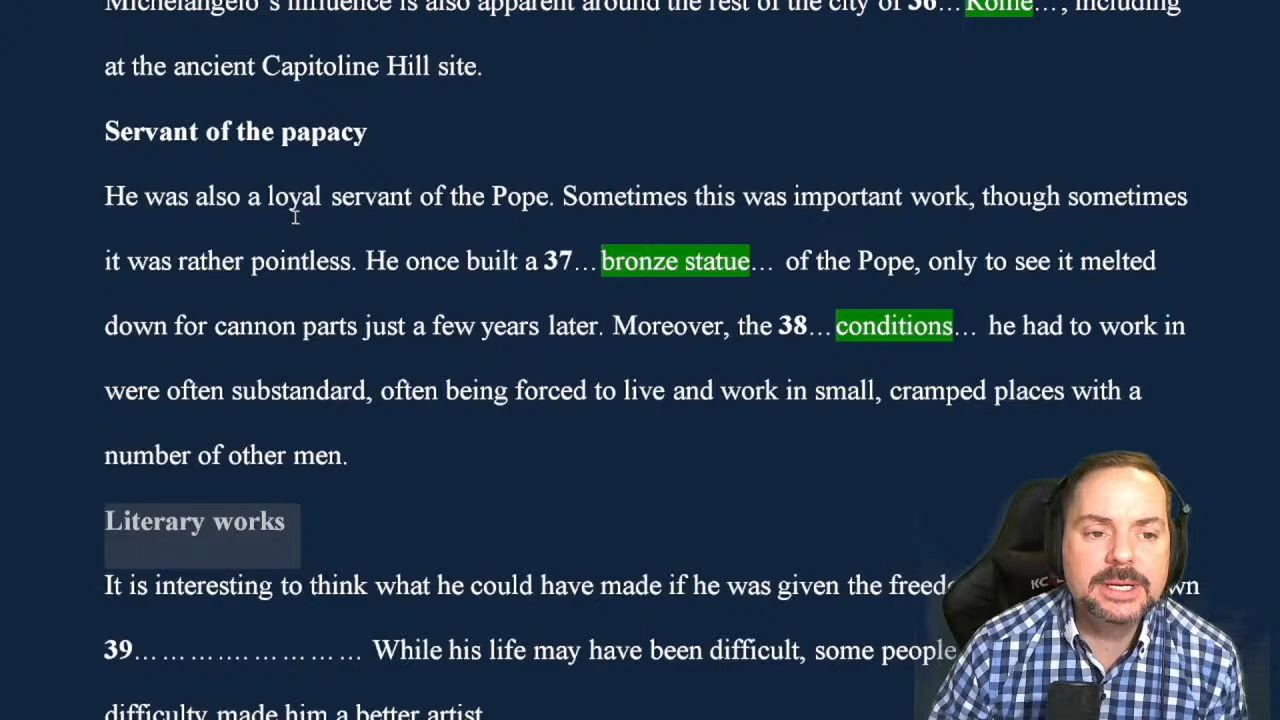 Michelangelo's influence is also apparent around the rest of the city of 36… Rome…, including
at the ancient Capitoline Hill site.
Servant of the papacy
He was also a loyal servant of the Pope. Sometimes this was important work, though sometimes
it was rather pointless. He once built a 37… bronze statue… of the Pope, only to see it melted
down for cannon parts just a few years later. Moreover, the 38… conditions… he had to work in
were often substandard, often being forced to live and work in small, cramped places with a
number of other men.
Literary works
It is interesting to think what he could have made if he was given the
39……………………… While his life may have been difficult, some people
difficulty made him a better artist